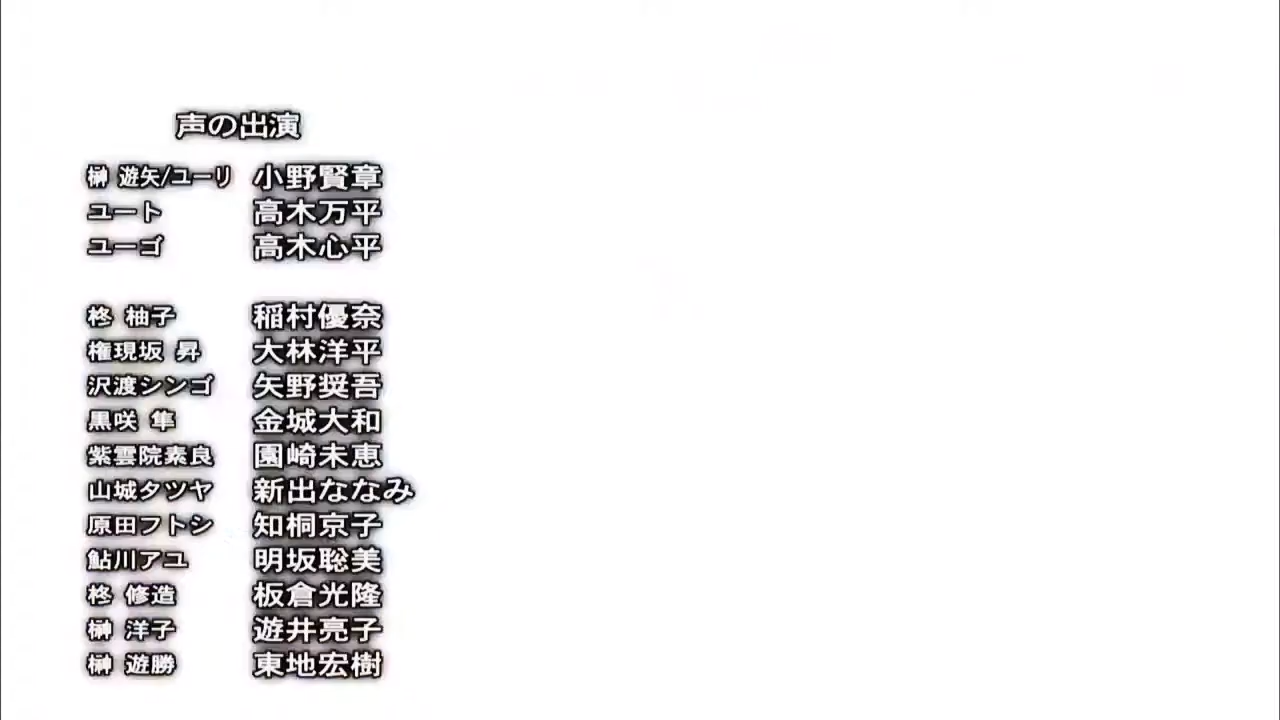 声の出演
榊 遊矢/ユーリ 小野賢章
ユート 高木万平
ユーゴ 高木心平
柊 柚子 稲村優奈
権現坂 昇 大林洋平
沢渡シンゴ 矢野奨吾
黒咲 隼 金城大和
紫雲院素良 園崎未恵
山城タツヤ 新出ななみ
原田フトシ 知桐京子
鮎川アユ 明坂聡美
柊 修造 板倉光隆
榊 洋子 遊井亮子
榊 遊勝 東地宏樹